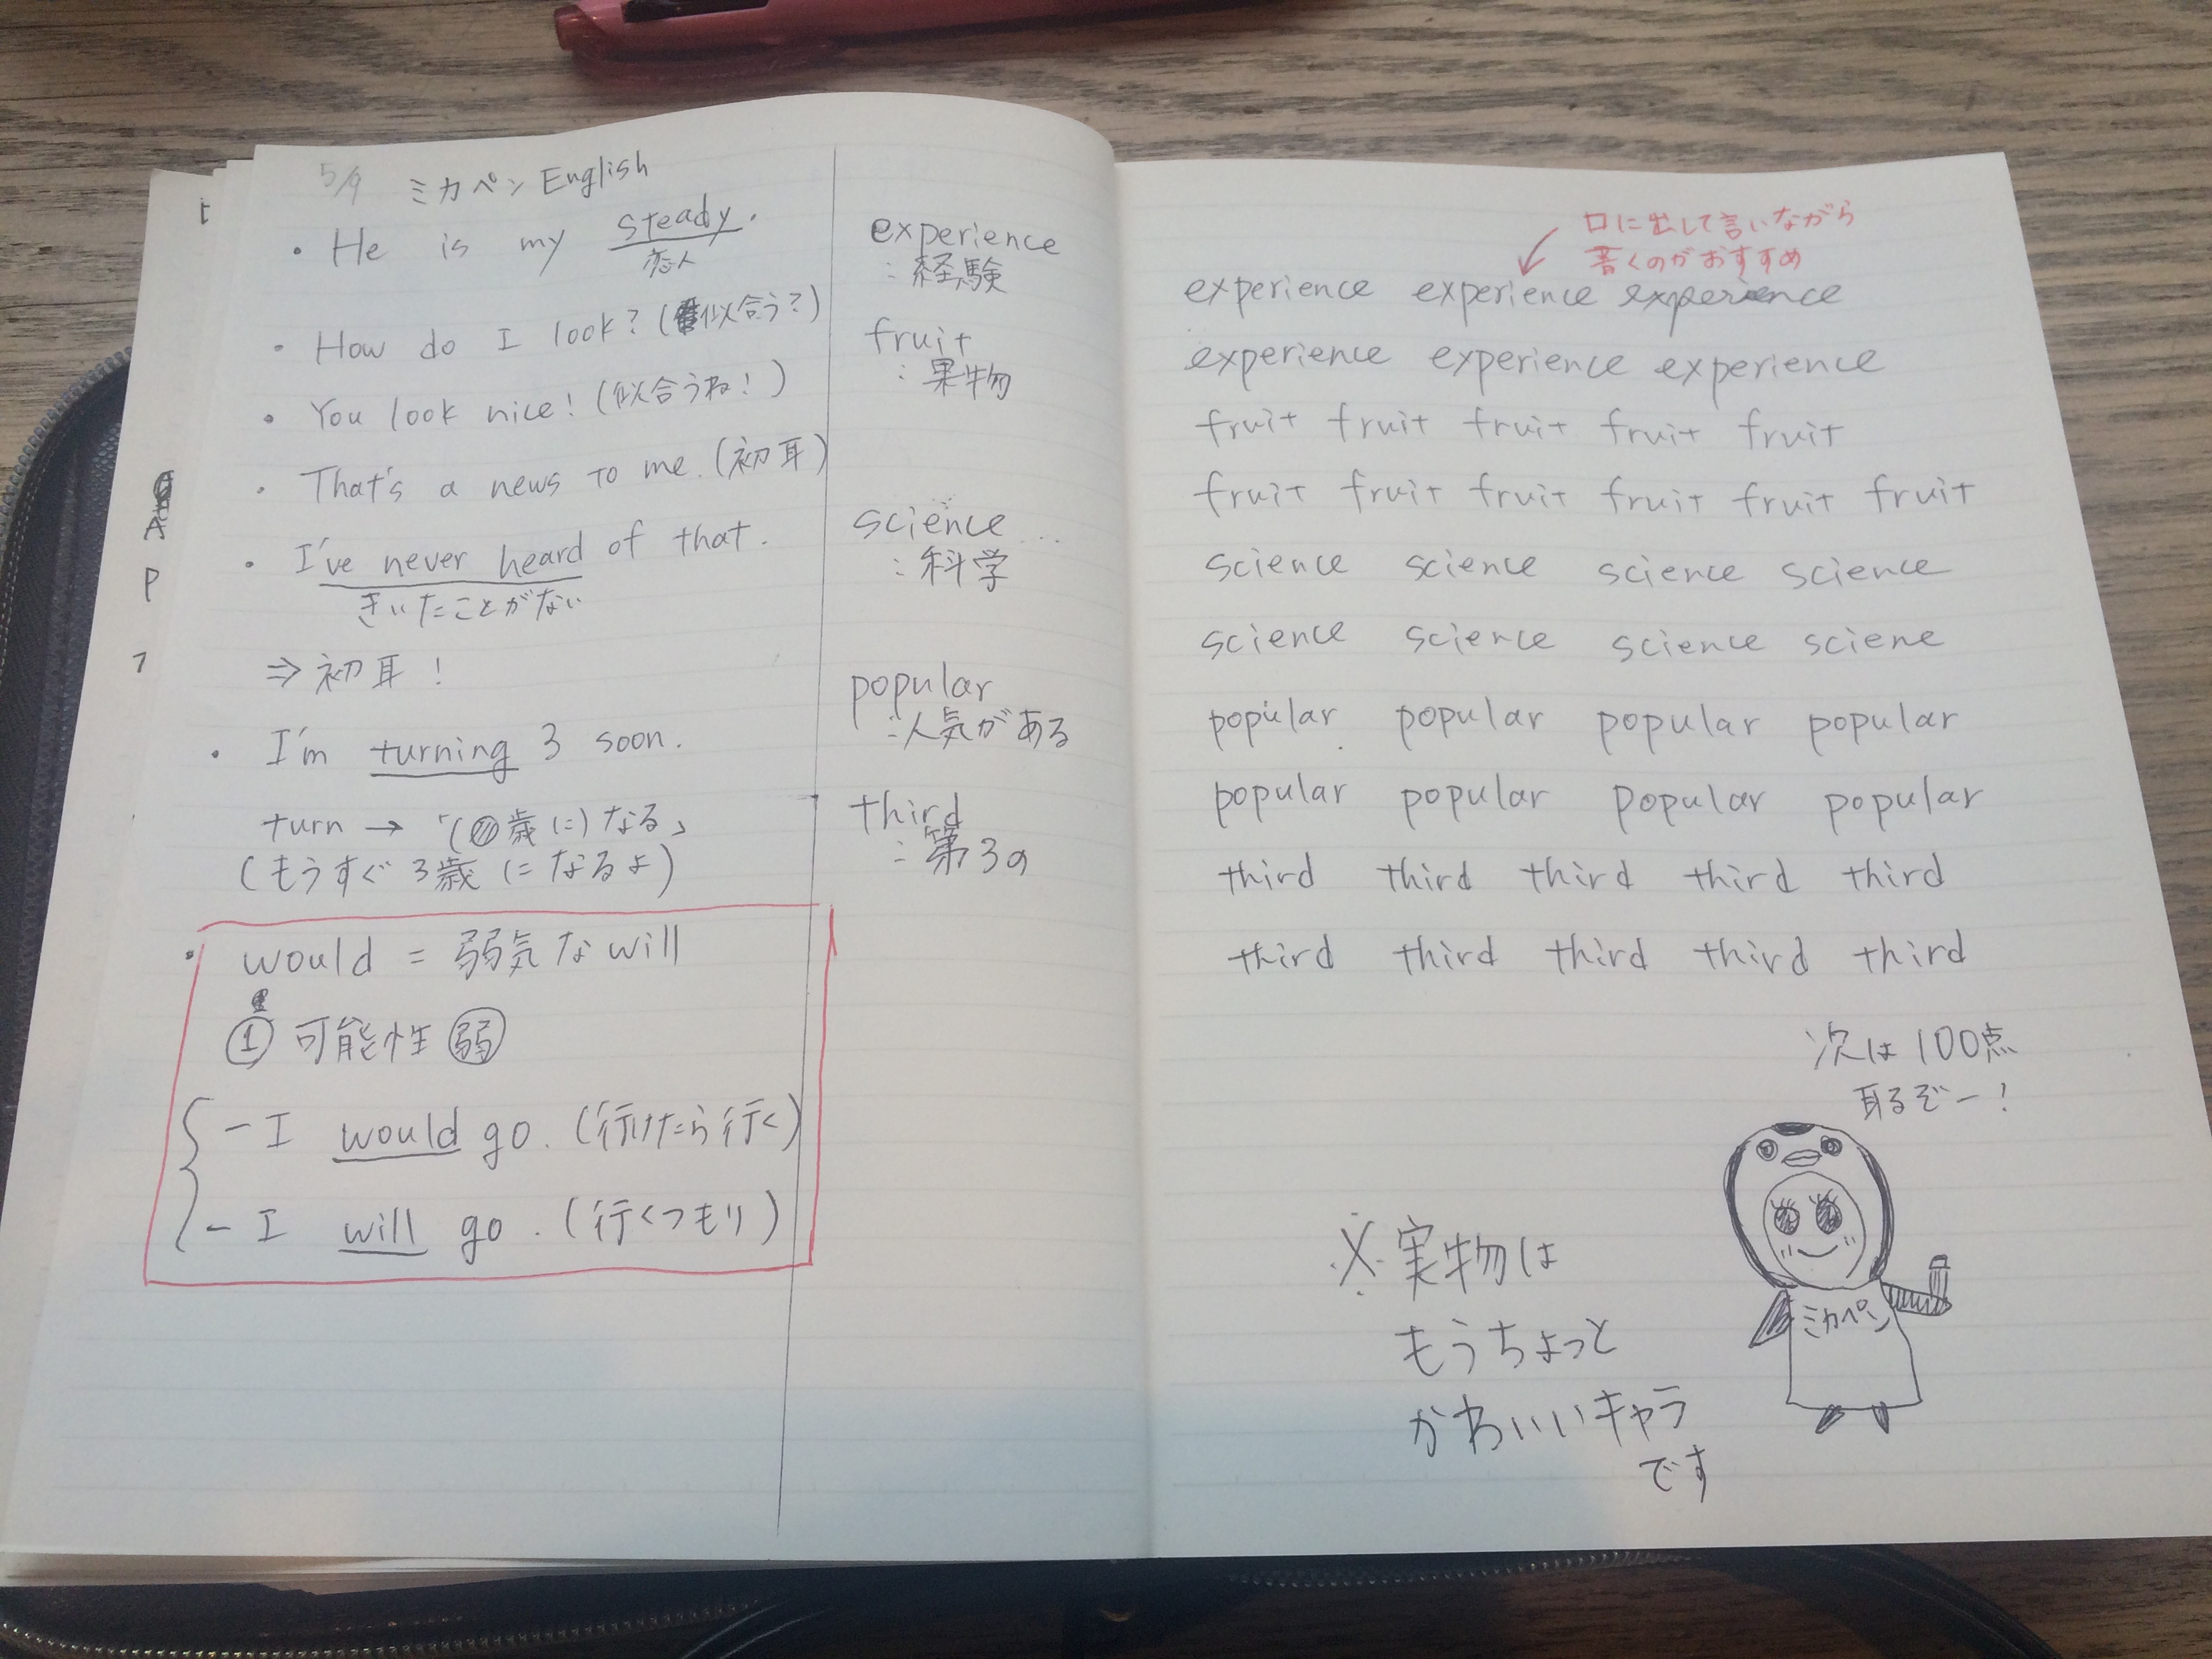 5/9 ミカペン English
・He is my steady.
恋人
・How do I look? (似合う?)
・You look nice! (似合うね!)
・That's a news to me. (初耳)
・I've never heard of that.
きいたことがない
⇒ 初耳!
・I'm turning 3 soon.
turn → 「(歳に)なる」
(もうすぐ 3歳 に なるよ)
・would = 弱気な will
① 可能性 弱
- I would go. (行けたら行く)
- I will go. (行くつもり)
experience
: 経験
fruit
: 果物
science ...
: 科学
popular
: 人気がある
third
: 第3の
口に出して言いながら
書くのがおすすめ
experience experience experience
experience experience experience
fruit fruit fruit fruit fruit
fruit fruit fruit fruit fruit fruit
science science science science
science science science sciene
popular popular popular popular
popular popular popular popular
third third third third third
third third third third third
次は 100点
取るぞー!
ミカペン
※実物は
もうちょっと
かわいいキャラ
です
t
A
P
7